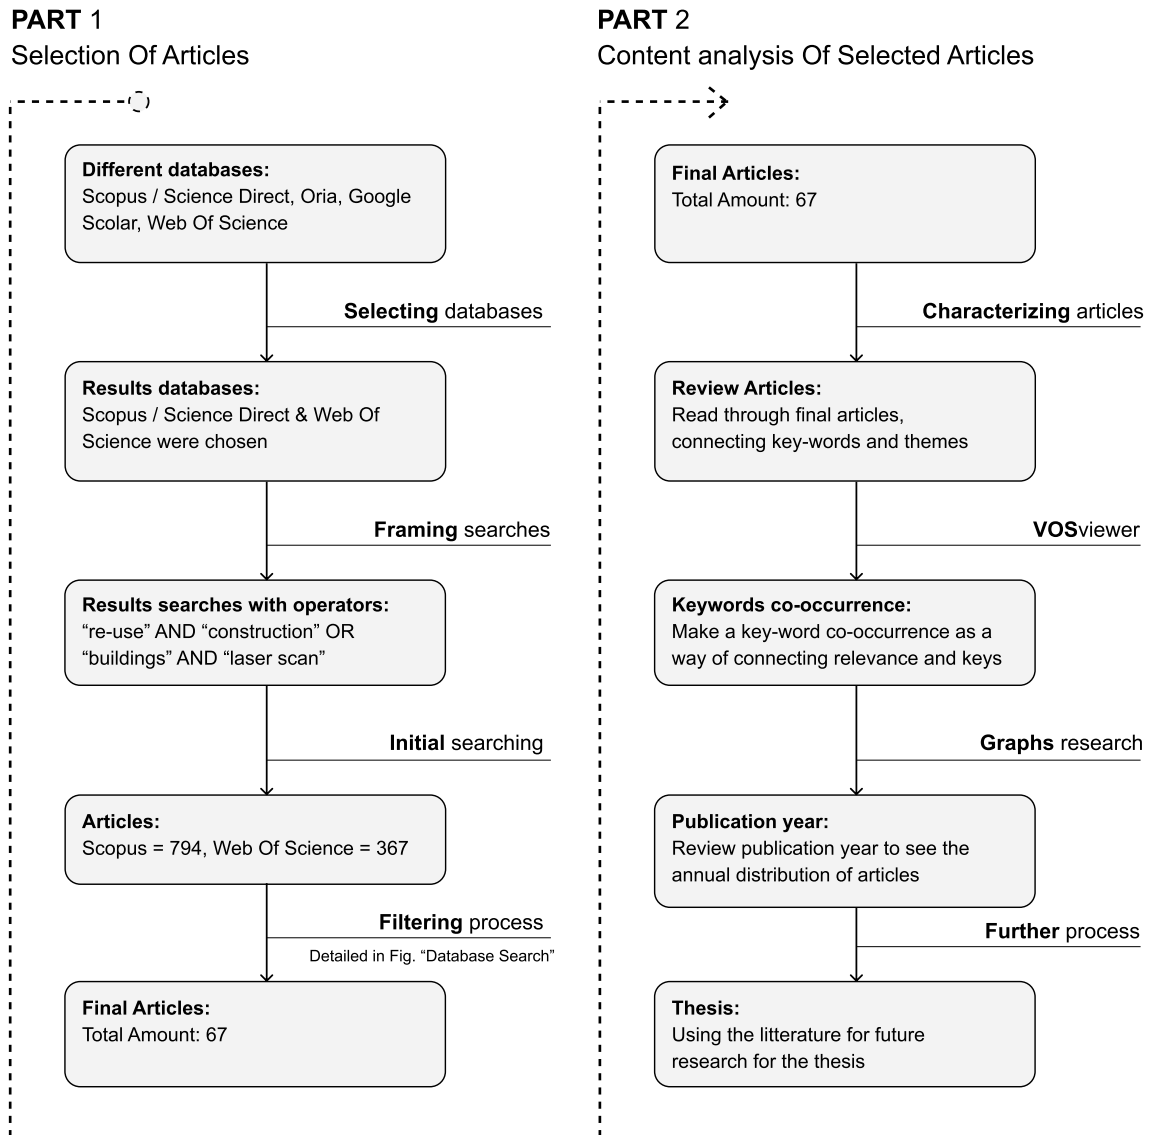 PART 1
Selection Of Articles
Different databases:
Scopus / Science Direct, Oria, Google
Scolar, Web Of Science
Selecting databases
Results databases:
Scopus / Science Direct & Web Of
Science were chosen
Framing searches
Results searches with operators:
“re-use” AND “construction” OR
“buildings” AND “laser scan”
Initial searching
Articles:
Scopus = 794, Web Of Science = 367
Filtering process
Detailed in Fig. “Database Search”
Final Articles:
Total Amount: 67
PART 2
Content analysis Of Selected Articles
Final Articles:
Total Amount: 67
Characterizing articles
Review Articles:
Read through final articles,
connecting key-words and themes
VOSviewer
Keywords co-occurrence:
Make a key-word co-occurrence as a
way of connecting relevance and keys
Graphs research
Publication year:
Review publication year to see the
annual distribution of articles
Further process
Thesis:
Using the litterature for future
research for the thesis